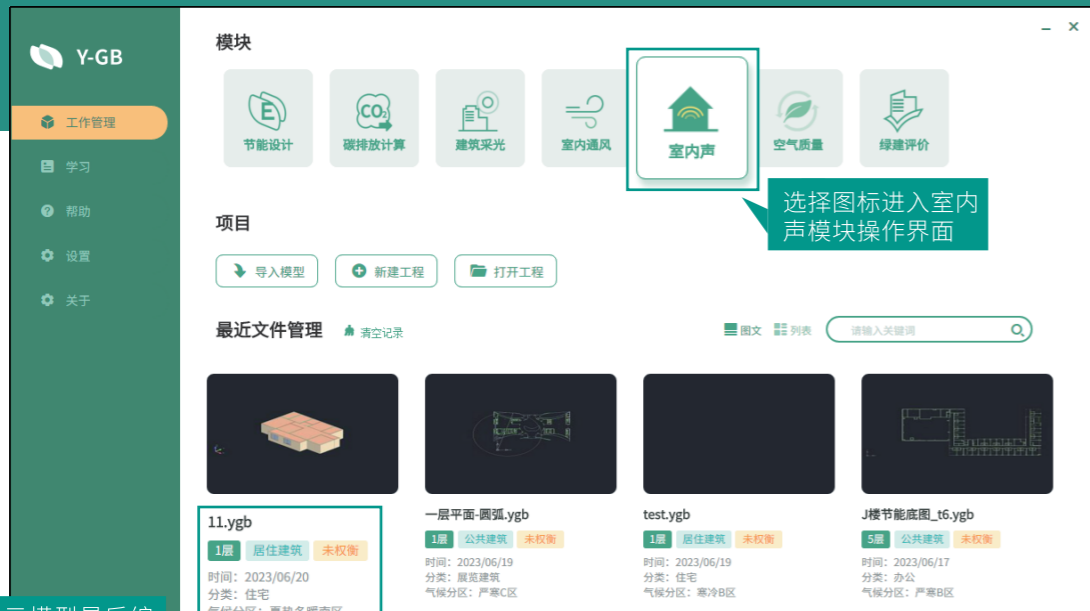 Y-GB
工作管理
学习
帮助
设置
关于
模块
节能设计
碳排放计算
建筑采光
室内通风
室内声
空气质量
绿建评价
选择图标进入室内
声模块操作界面
项目
导入模型
新建工程
打开工程
最近文件管理
清空记录
图文
列表
请输入关键词
11.ygb
1层 居住建筑 未权衡
时间：2023/06/20
分类：住宅
气候分区：夏热冬暖南区
一层平面-圆弧.ygb
1层 公共建筑 未权衡
时间：2023/06/19
分类：展览建筑
气候分区：严寒C区
test.ygb
1层 居住建筑 未权衡
时间：2023/06/19
分类：住宅
气候分区：寒冷B区
J楼节能底图_t6.ygb
5层 公共建筑 未权衡
时间：2023/06/17
分类：办公
气候分区：严寒B区